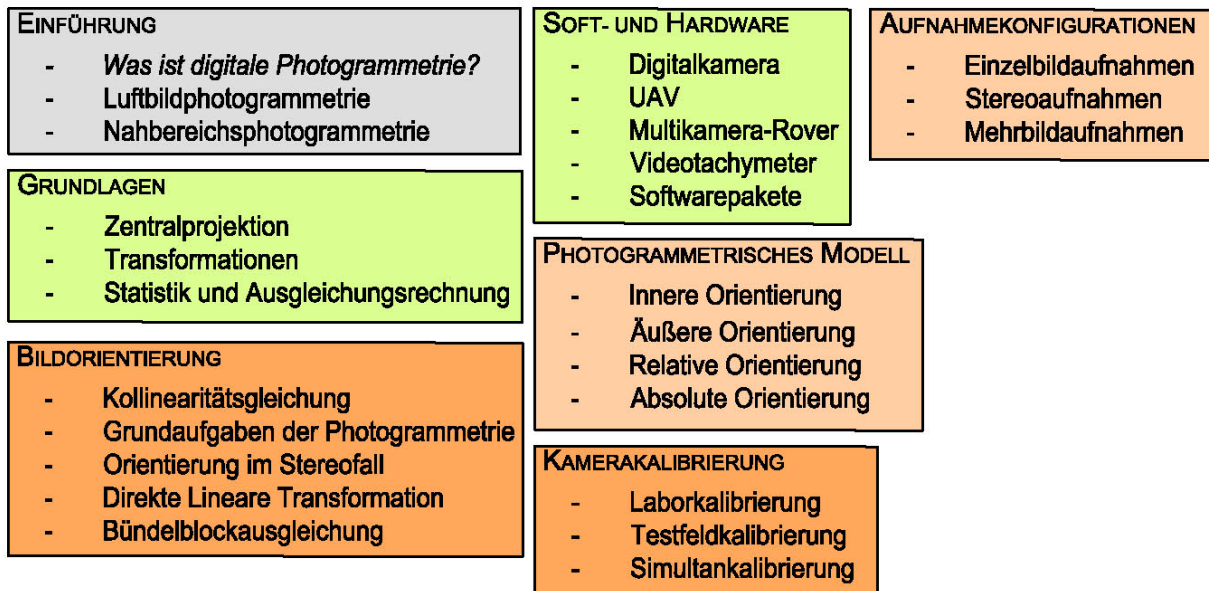 EINFÜHRUNG
- Was ist digitale Photogrammetrie?
- Luftbildphotogrammetrie
- Nahbereichsphotogrammetrie
GRUNDLAGEN
- Zentralprojektion
- Transformationen
- Statistik und Ausgleichungsrechnung
BILDORIENTIERUNG
- Kollinearitätsgleichung
- Grundaufgaben der Photogrammetrie
- Orientierung im Stereofall
- Direkte Lineare Transformation
- Bündelblockausgleichung
SOFT- UND HARDWARE
- Digitalkamera
- UAV
- Multikamera-Rover
- Videotachymeter
- Softwarepakete
PHOTOGRAMMETRISCHES MODELL
- Innere Orientierung
- Äußere Orientierung
- Relative Orientierung
- Absolute Orientierung
KAMERAKALIBRIERUNG
- Laborkalibrierung
- Testfeldkalibrierung
- Simultankalibrierung
AUFNAHMEKONFIGURATIONEN
- Einzelbildaufnahmen
- Stereoaufnahmen
- Mehrbildaufnahmen